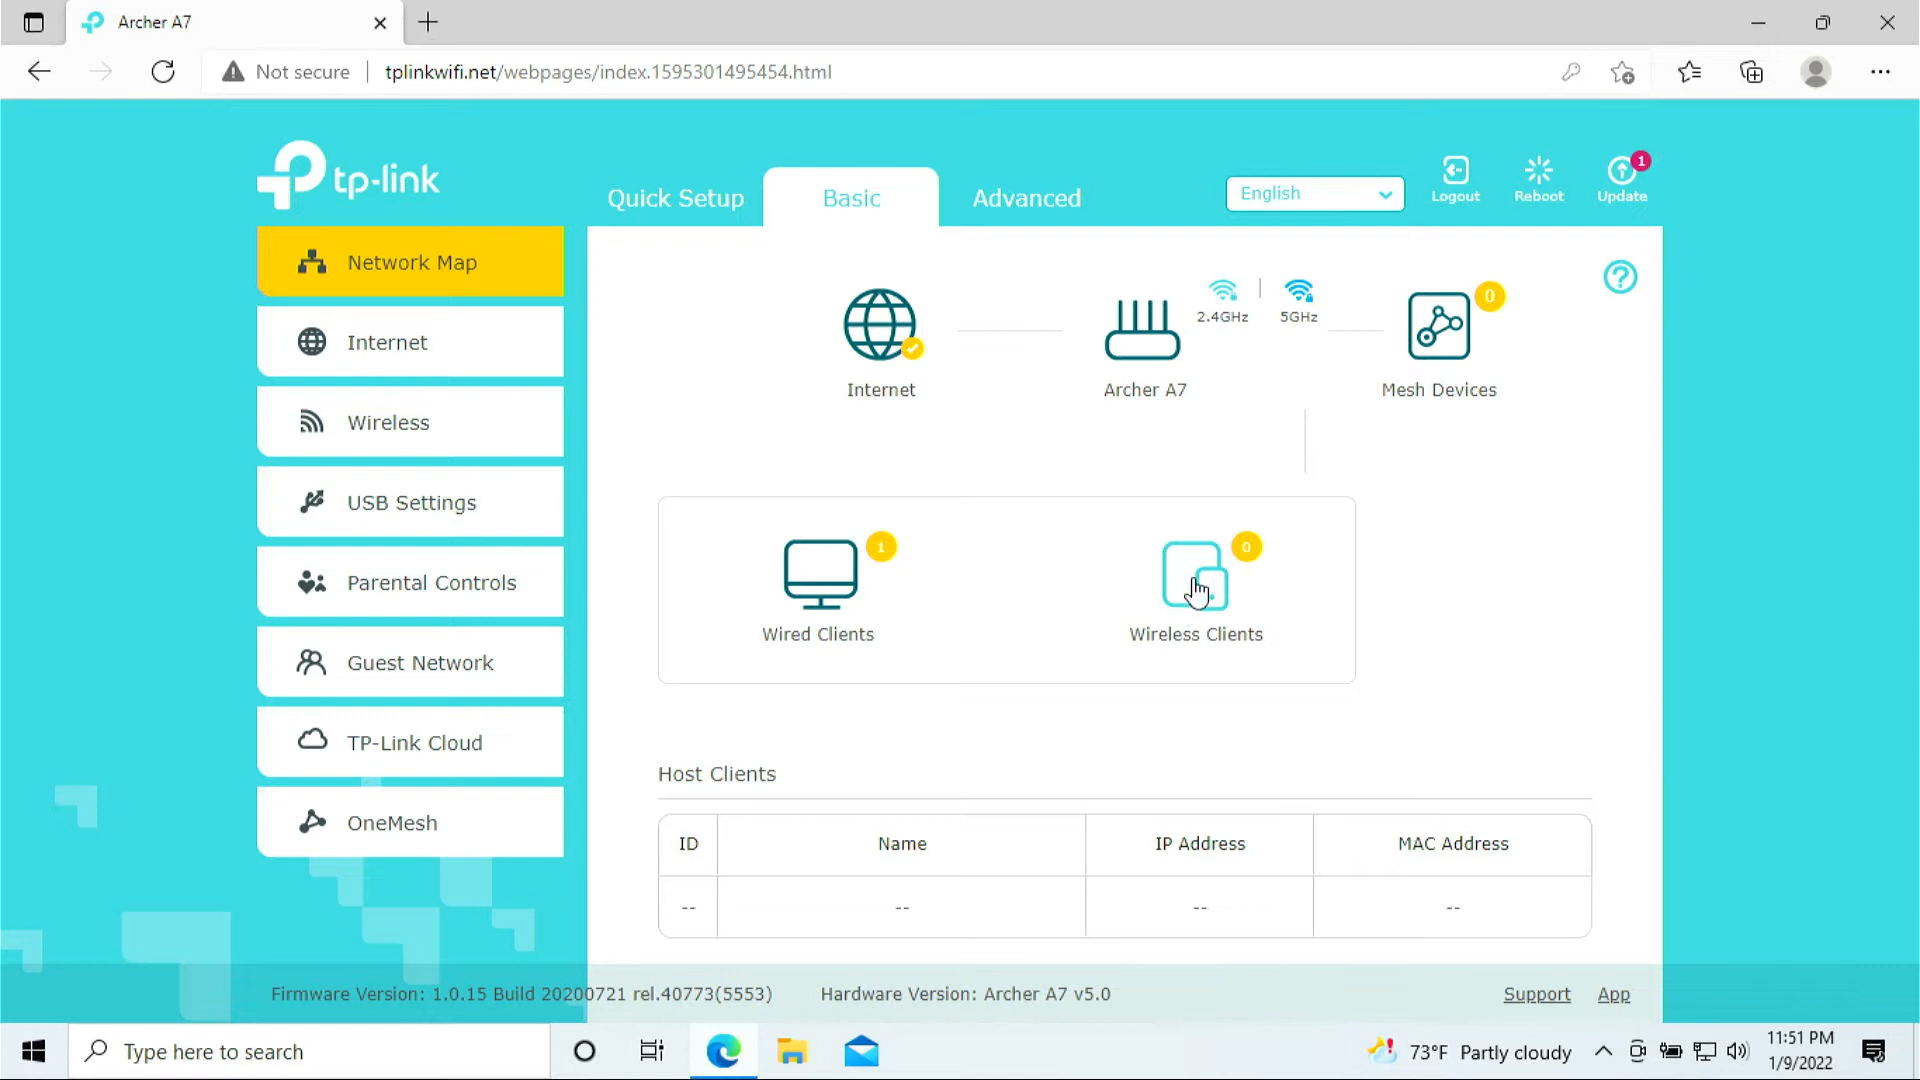 Archer A7
Not secure
tplinkwifi.net/webpages/index.1595301495454.html
tp-link
Quick Setup
Basic
Advanced
English
Logout
Reboot
1
Update
Network Map
Internet
Wireless
USB Settings
Parental Controls
Guest Network
TP-Link Cloud
OneMesh
?
2.4GHz
5GHz
0
Internet
Archer A7
Mesh Devices
1
0
Wired Clients
Wireless Clients
Host Clients
ID Name IP Address MAC Address
-- -- -- --
Firmware Version: 1.0.15 Build 20200721 rel.40773(5553)
Hardware Version: Archer A7 v5.0
Support
App
Type here to search
73°F Partly cloudy
11:51 PM
1/9/2022